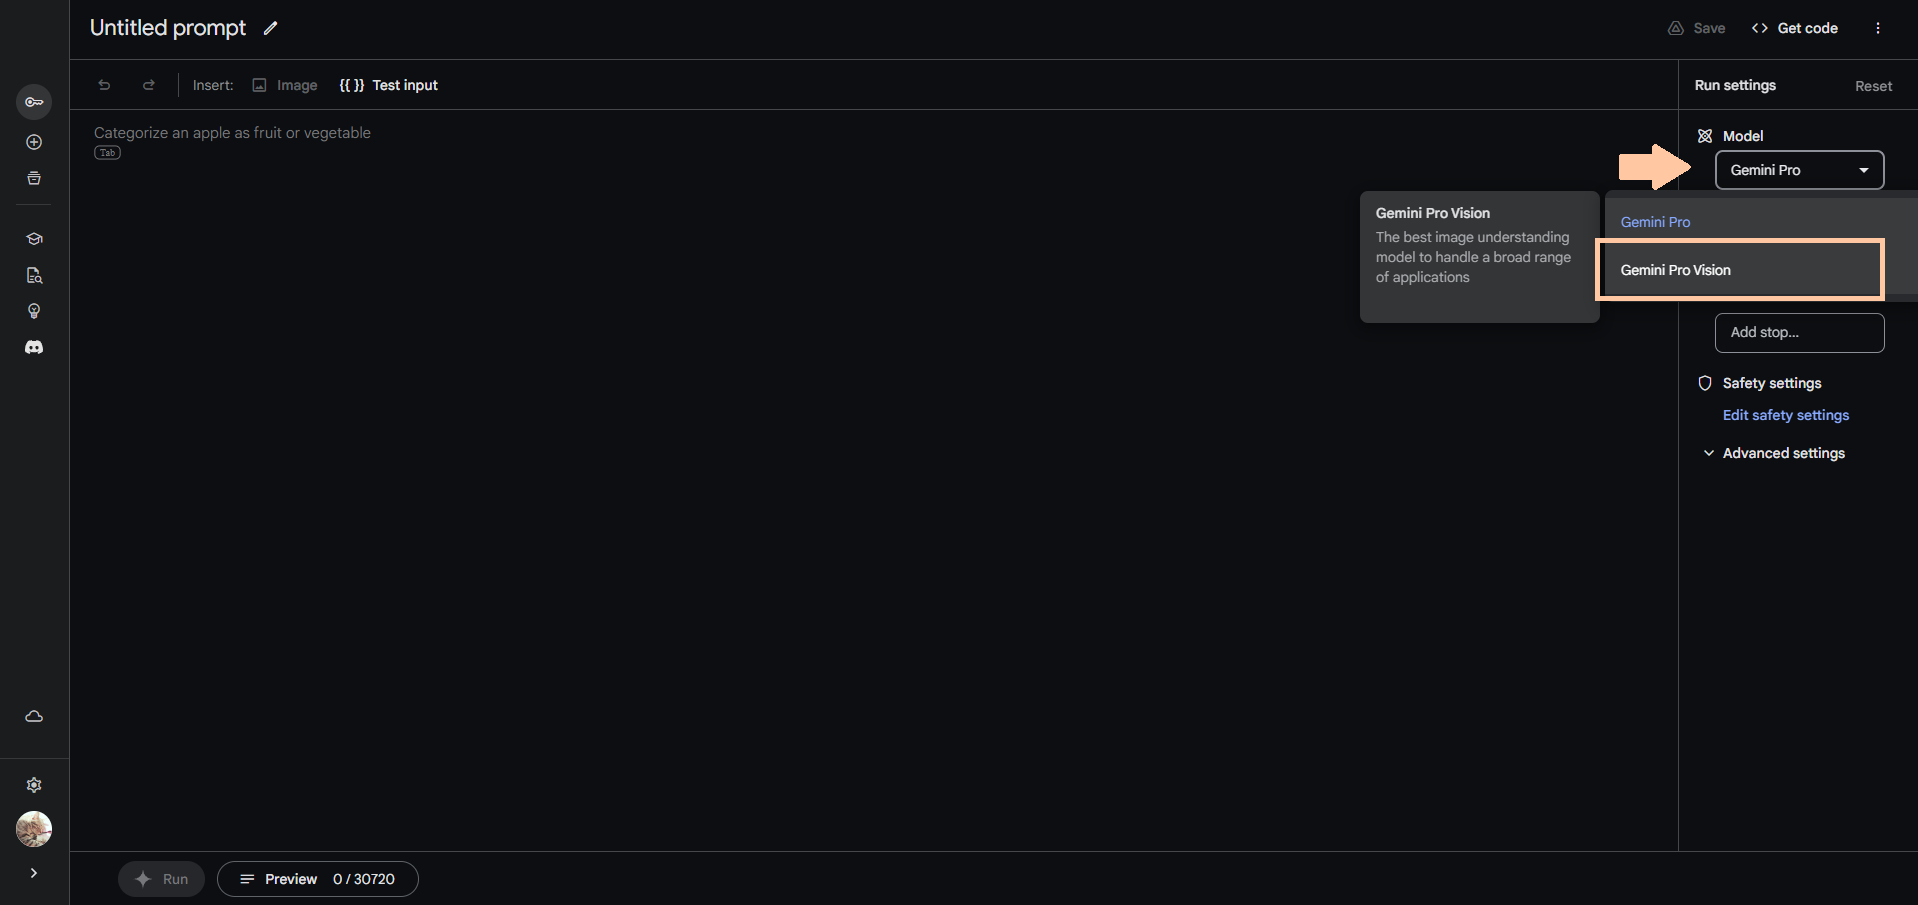 Untitled prompt
Save
Get code
Insert:
Image
{{ }} Test input
Run settings
Reset
Categorize an apple as fruit or vegetable
Tab
Model
Gemini Pro
Gemini Pro Vision
The best image understanding
model to handle a broad range
of applications
Gemini Pro
Gemini Pro Vision
Add stop...
Safety settings
Edit safety settings
Advanced settings
Run
Preview 0 / 30720